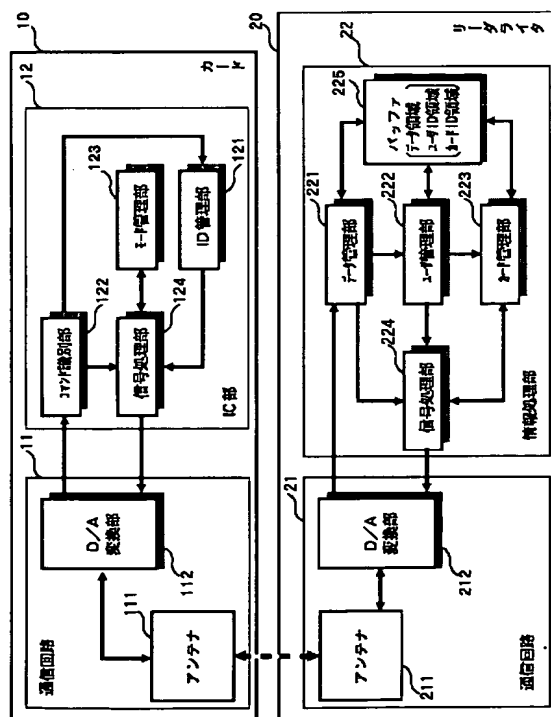 10
カード
12
123
モード管理部
ID管理部
121
コマンド識別部
122
信号処理部
124
IC部
11
通信回路
D/A
変換部
112
111
アンテナ
20
リーダライタ
22
225
バッファ
データ領域
ユーザID領域
カードID領域
221
データ管理部
222
ユーザ管理部
223
カード管理部
224
信号処理部
情報処理部
21
D/A
変換部
212
アンテナ
211
通信回路